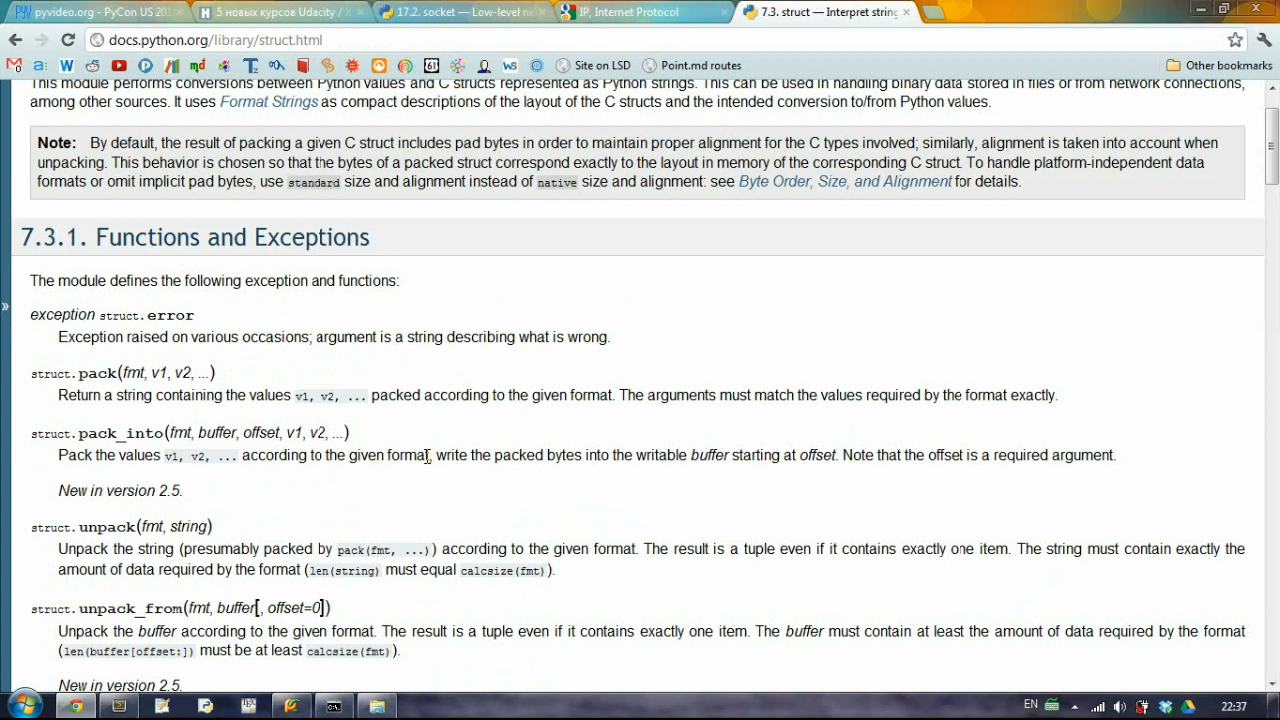 pyvideo.org - PyCon US 201
5 новых курсов Udacity / X
17.2. socket — Low-level ne
IP, Internet Protocol
7.3. struct — Interpret string
docs.python.org/library/struct.html
Site on LSD
Point.md routes
Other bookmarks
This module performs conversions between Python values and C structs represented as Python strings. This can be used in handling binary data stored in files or from network connections,
among other sources. It uses Format Strings as compact descriptions of the layout of the C structs and the intended conversion to/from Python values.
Note: By default, the result of packing a given C struct includes pad bytes in order to maintain proper alignment for the C types involved; similarly, alignment is taken into account when
unpacking. This behavior is chosen so that the bytes of a packed struct correspond exactly to the layout in memory of the corresponding C struct. To handle platform-independent data
formats or omit implicit pad bytes, use standard size and alignment instead of native size and alignment: see Byte Order, Size, and Alignment for details.
7.3.1. Functions and Exceptions
The module defines the following exception and functions:
exception struct.error
Exception raised on various occasions; argument is a string describing what is wrong.
struct.pack(fmt, v1, v2, ...)
Return a string containing the values v1, v2, ... packed according to the given format. The arguments must match the values required by the format exactly.
struct.pack_into(fmt, buffer, offset, v1, v2, ...)
Pack the values v1, v2, ... according to the given format, write the packed bytes into the writable buffer starting at offset. Note that the offset is a required argument.
New in version 2.5.
struct.unpack(fmt, string)
Unpack the string (presumably packed by pack(fmt, ...)) according to the given format. The result is a tuple even if it contains exactly one item. The string must contain exactly the
amount of data required by the format (len(string) must equal calcsize(fmt)).
struct.unpack_from(fmt, buffer[, offset=0])
Unpack the buffer according to the given format. The result is a tuple even if it contains exactly one item. The buffer must contain at least the amount of data required by the format
(len(buffer[offset:]) must be at least calcsize(fmt)).
New in version 2.5.
EN
22:37